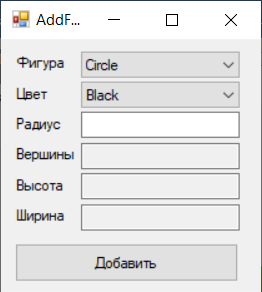 AddF...
Фигура Circle
Цвет Black
Радиус
Вершины
Высота
Ширина
Добавить